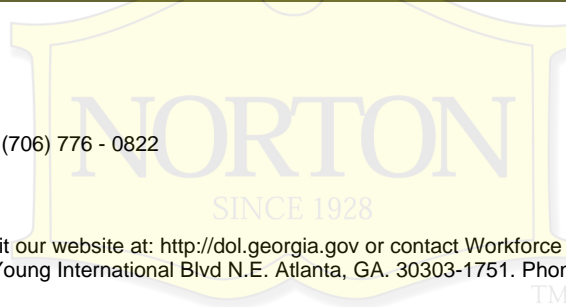 NORTON
(706) 776 - 0822
SINCE 1928
it our website at: http://dol.georgia.gov or contact Workforce
Young International Blvd N.E. Atlanta, GA. 30303-1751. Phon
TM